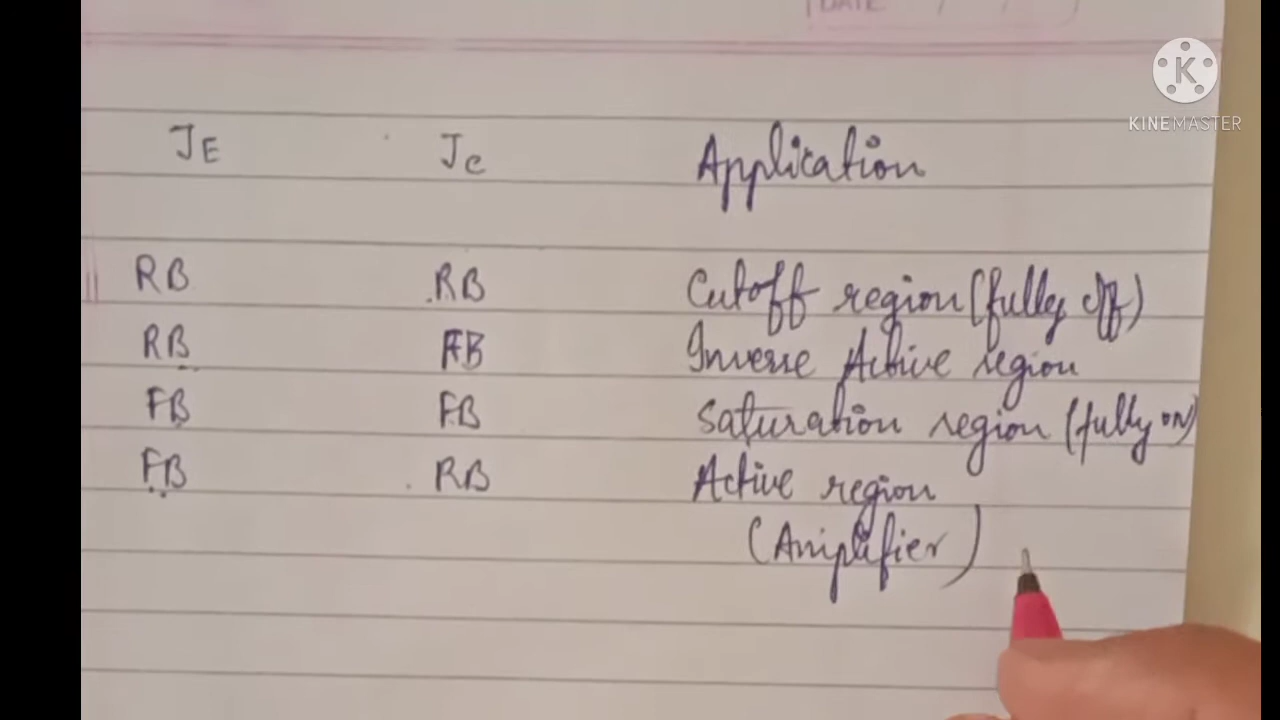 DATE / /
K
KINEMASTER
JE JC Application
RB RB Cutoff region (fully off)
RB FB Inverse Active region
FB FB Saturation region (fully on)
FB RB Active region
(Amplifier)